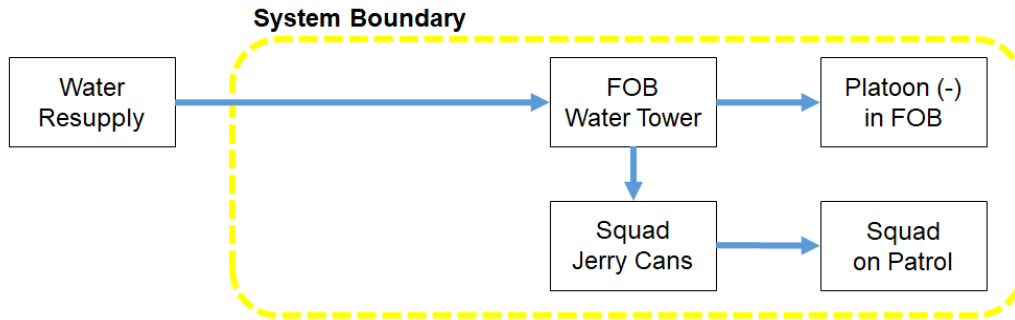 System Boundary
Water
Resupply
FOB
Water Tower
Platoon (-)
in FOB
Squad
Jerry Cans
Squad
on Patrol